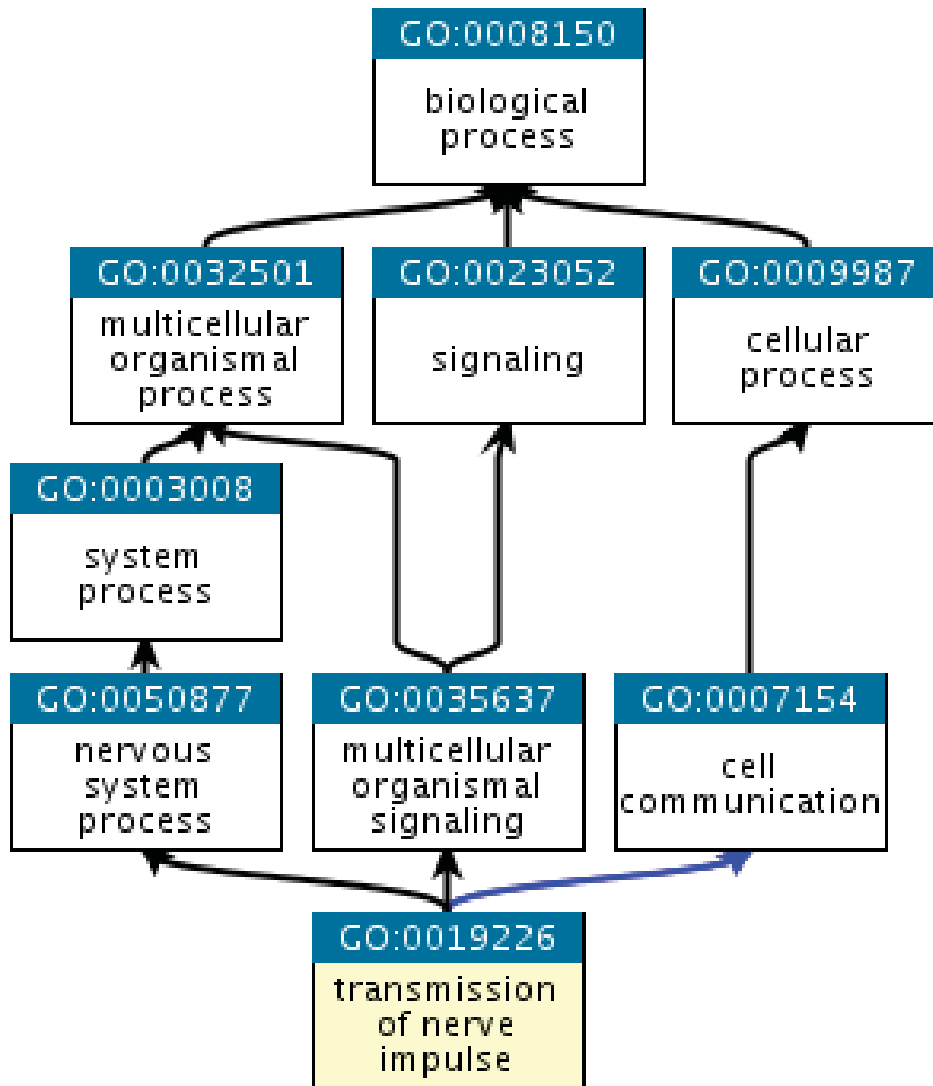 GO:0008150
biological
process
GO:0032501
multicellular
organismal
process
GO:0023052
signaling
GO:0009987
cellular
process
GO:0003008
system
process
GO:0050877
nervous
system
process
GO:0035637
multicellular
organismal
signaling
GO:0007154
cell
communication
GO:0019226
transmission
of nerve
impulse